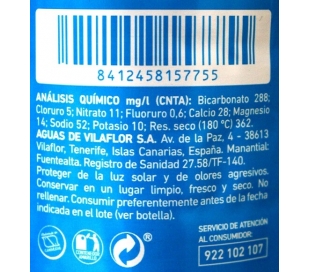 8412458157755
ANÁLISIS QUÍMICO mg/l (CNTA): Bicarbonato 288;
Cloruro 5; Nitrato 11; Fluoruro 0,6; Calcio 28; Magnesio
14; Sodio 52; Potasio 10; Res. seco (180 ºC) 362.
AGUAS DE VILAFLOR S.A. Av. de la Paz, 4 - 38613
Vilaflor, Tenerife, Islas Canarias, España. Manantial:
Fuentealta. Registro de Sanidad 27.58/TF-140.
Proteger de la luz solar y de olores agresivos.
Conservar en un lugar limpio, fresco y seco. No
rellenar. Consumir preferentemente antes de la fecha
indicada en el lote (ver botella).
SERVICIO DE ATENCIÓN
AL CONSUMIDOR:
922 102 107